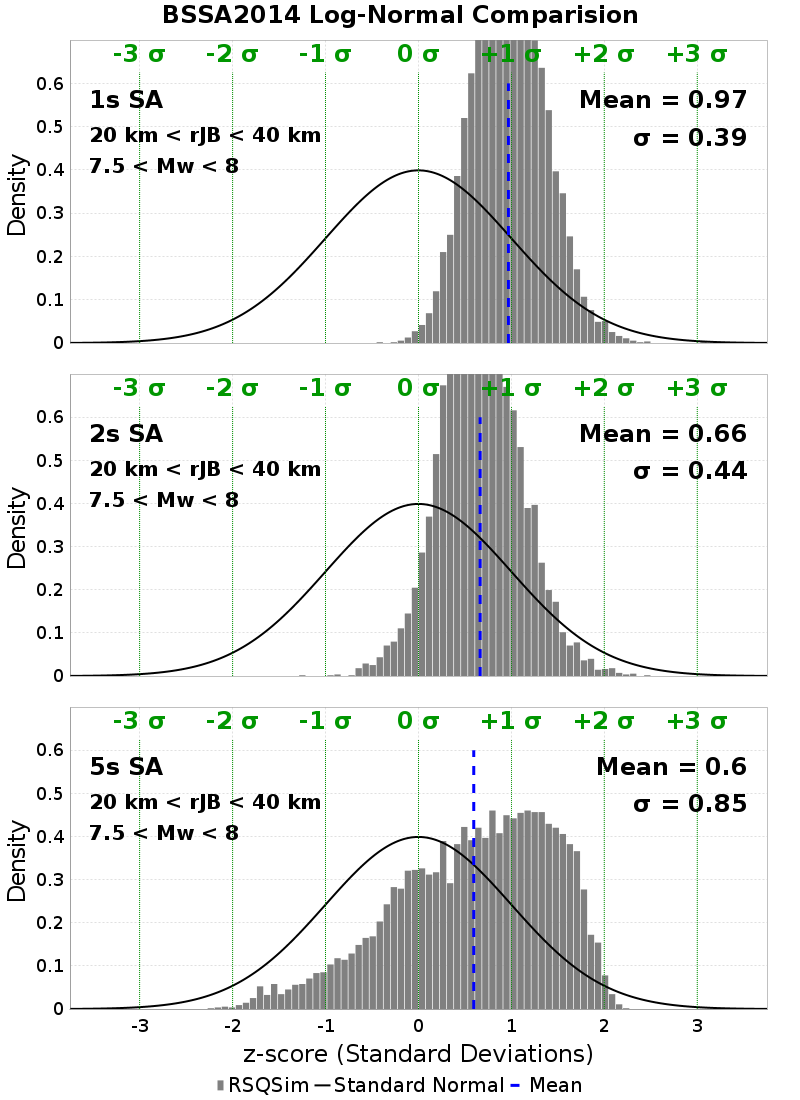 BSSA2014 Log-Normal Comparision
-3 σ -2 σ -1 σ 0 σ +1 σ +2 σ +3 σ
1s SA
Mean = 0.97
20 km < rJB < 40 km
σ = 0.39
7.5 < Mw < 8
Density
0.6
0.5
0.4
0.3
0.2
0.1
0
-3 σ -2 σ -1 σ 0 σ +1 σ +2 σ +3 σ
2s SA
Mean = 0.66
20 km < rJB < 40 km
σ = 0.44
7.5 < Mw < 8
Density
0.6
0.5
0.4
0.3
0.2
0.1
0
-3 σ -2 σ -1 σ 0 σ +1 σ +2 σ +3 σ
5s SA
Mean = 0.6
20 km < rJB < 40 km
σ = 0.85
7.5 < Mw < 8
Density
0.6
0.5
0.4
0.3
0.2
0.1
0
-3 -2 -1 0 1 2 3
z-score (Standard Deviations)
RSQSim Standard Normal Mean